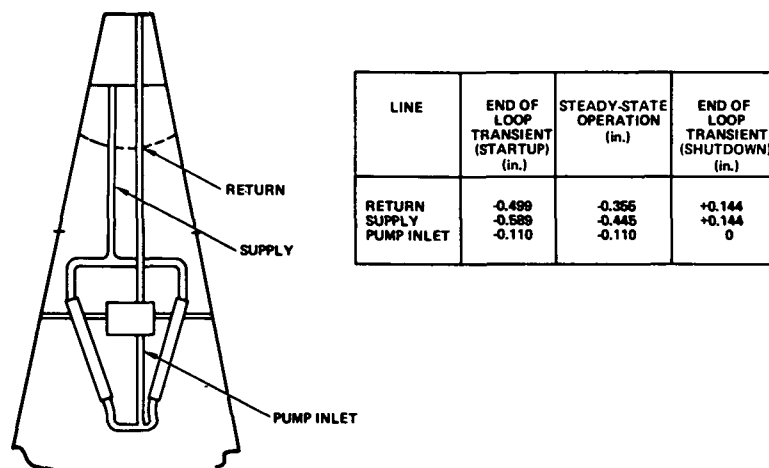 RETURN
SUPPLY
PUMP INLET
LINE END OF LOOP TRANSIENT (STARTUP) (in.) STEADY-STATE OPERATION (in.) END OF LOOP TRANSIENT (SHUTDOWN) (in.)
RETURN -0.499 -0.355 +0.144
SUPPLY -0.589 -0.445 +0.144
PUMP INLET -0.110 -0.110 0